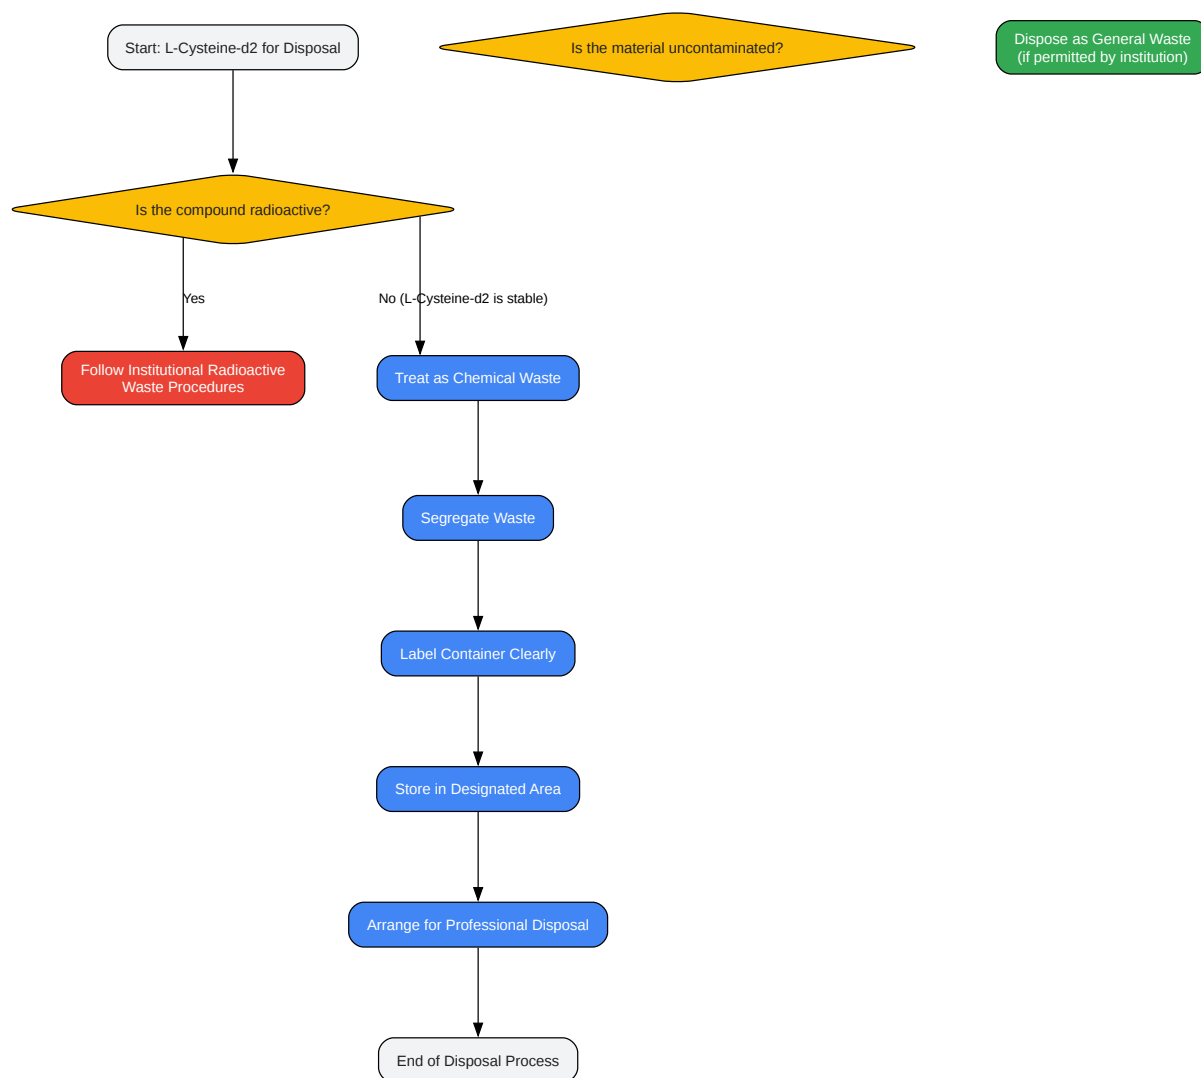 Start: L-Cysteine-d2 for Disposal
Is the material uncontaminated?
Dispose as General Waste
(if permitted by institution)
Is the compound radioactive?
Yes
No (L-Cysteine-d2 is stable)
Follow Institutional Radioactive
Waste Procedures
Treat as Chemical Waste
Segregate Waste
Label Container Clearly
Store in Designated Area
Arrange for Professional Disposal
End of Disposal Process